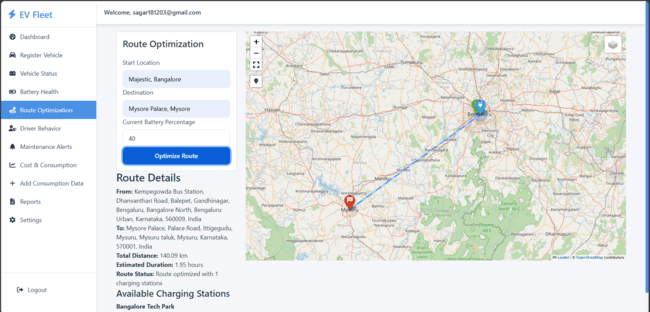 EV Fleet
Welcome, sagar181203@gmail.com
Dashboard
Register Vehicle
Vehicle Status
Battery Health
Route Optimization
Driver Behavior
Maintenance Alerts
Cost & Consumption
Add Consumption Data
Reports
Settings
Logout
Route Optimization
Start Location
Majestic, Bangalore
Destination
Mysore Palace, Mysore
Current Battery Percentage
40
Optimize Route
Route Details
From: Kempegowda Bus Station,
Dhanvanthari Road, Balepet, Gandhinagar,
Bengaluru, Bangalore North, Bengaluru
Urban, Karnataka, 560009, India
To: Mysore Palace, Palace Road, Ittigegudu,
Mysuru, Mysuru taluk, Mysuru, Karnataka,
570001, India
Total Distance: 140.09 km
Estimated Duration: 1.95 hours
Route Status: Route optimized with 1
charging stations
Available Charging Stations
Bangalore Tech Park
+
−
Leaflet | © OpenStreetMap contributors